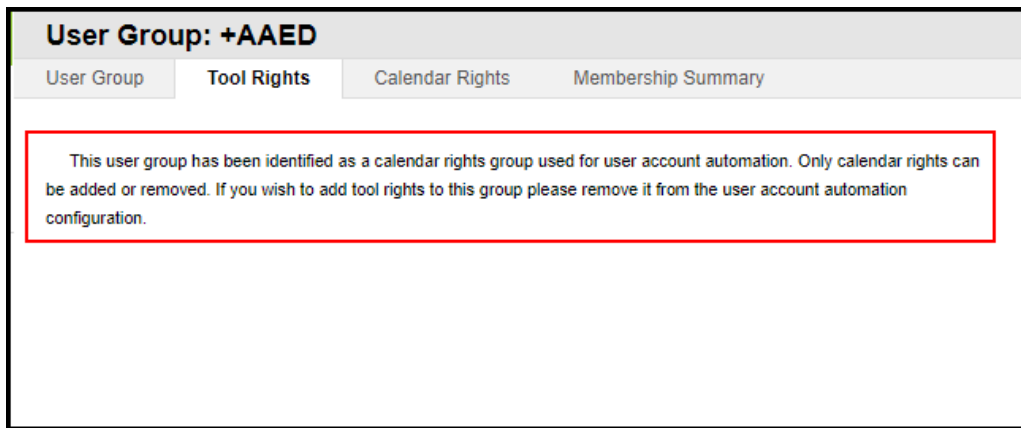 User Group: +AAED
User Group Tool Rights Calendar Rights Membership Summary
This user group has been identified as a calendar rights group used for user account automation. Only calendar rights can
be added or removed. If you wish to add tool rights to this group please remove it from the user account automation
configuration.